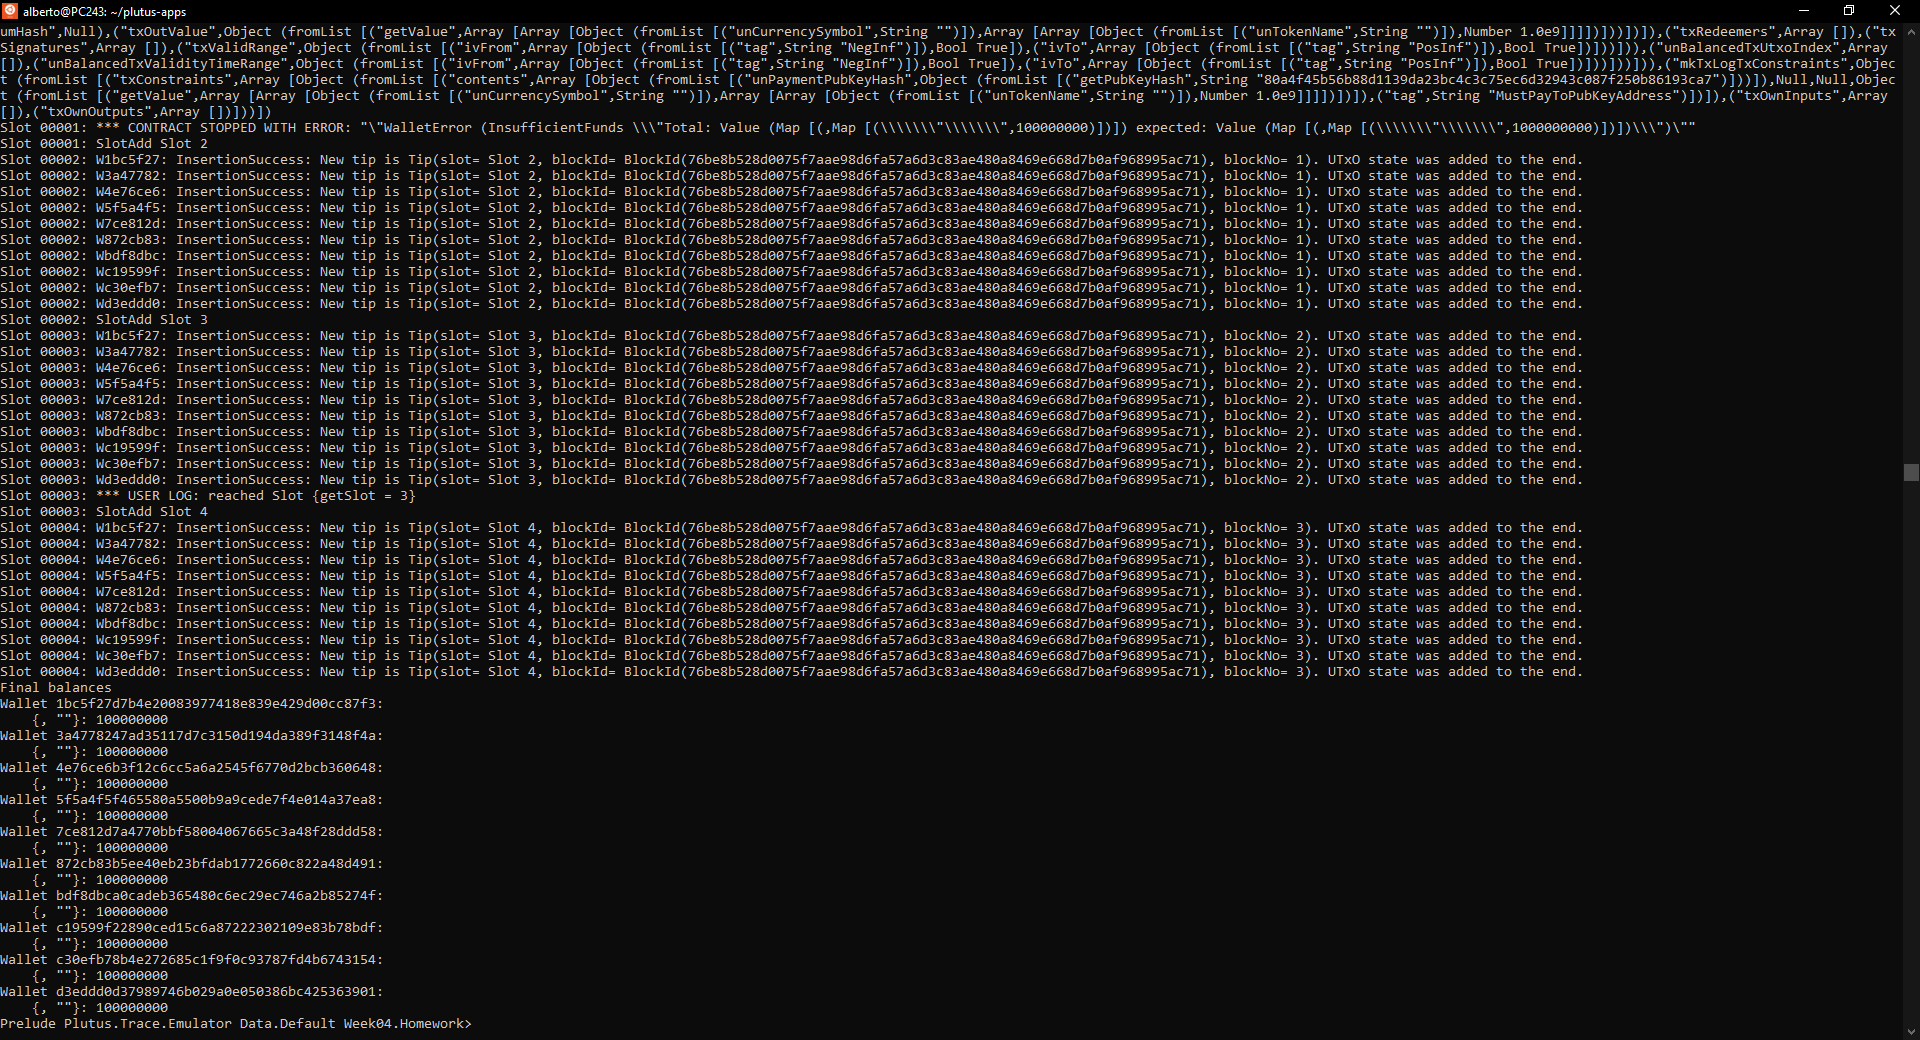 alberto@PC243: ~/plutus-apps
umHash",Null),("txOutValue",Object (fromList [("getValue",Array [Array [Object (fromList [("unCurrencySymbol",String "")]),Array [Array [Object (fromList [("unTokenName",String "")]),Number 1.0e9]]]])]))])]),("txRedeemers",Array []),("tx
Signatures",Array []),("txValidRange",Object (fromList [("ivFrom",Array [Object (fromList [("tag",String "NegInf")]),Bool True]),("ivTo",Array [Object (fromList [("tag",String "PosInf")]),Bool True])]))])),("unBalancedTxUtxoIndex",Array
[]),("unBalancedTxValidityTimeRange",Object (fromList [("ivFrom",Array [Object (fromList [("tag",String "NegInf")]),Bool True]),("ivTo",Array [Object (fromList [("tag",String "PosInf")]),Bool True])]))])),("mkTxLogTxConstraints",Objec
t (fromList [("txConstraints",Array [Object (fromList [("contents",Array [Object (fromList [("unPaymentPubKeyHash",Object (fromList [("getPubKeyHash",String "80a4f45b56b88d1139da23bc4c3c75ec6d32943c087f250b86193ca7")]))]),Null,Null,Objec
t (fromList [("getValue",Array [Array [Object (fromList [("unCurrencySymbol",String "")]),Array [Array [Object (fromList [("unTokenName",String "")]),Number 1.0e9]]]])])]),("tag",String "MustPayToPubKeyAddress")])]),("txOwnInputs",Array
[]),("txOwnOutputs",Array [])]))])
Slot 00001: *** CONTRACT STOPPED WITH ERROR: "\"WalletError (InsufficientFunds \\\"Total: Value (Map [(,Map [(\\\\\\\"\\\\\\\",100000000)])]) expected: Value (Map [(,Map [(\\\\\\\"\\\\\\\",1000000000)])])\\\")\""
Slot 00001: SlotAdd Slot 2
Slot 00002: W1bc5f27: InsertionSuccess: New tip is Tip(slot= Slot 2, blockId= BlockId(76be8b528d0075f7aae98d6fa57a6d3c83ae480a8469e668d7b0af968995ac71), blockNo= 1). UTxO state was added to the end.
Slot 00002: W3a47782: InsertionSuccess: New tip is Tip(slot= Slot 2, blockId= BlockId(76be8b528d0075f7aae98d6fa57a6d3c83ae480a8469e668d7b0af968995ac71), blockNo= 1). UTxO state was added to the end.
Slot 00002: W4e76ce6: InsertionSuccess: New tip is Tip(slot= Slot 2, blockId= BlockId(76be8b528d0075f7aae98d6fa57a6d3c83ae480a8469e668d7b0af968995ac71), blockNo= 1). UTxO state was added to the end.
Slot 00002: W5f5a4f5: InsertionSuccess: New tip is Tip(slot= Slot 2, blockId= BlockId(76be8b528d0075f7aae98d6fa57a6d3c83ae480a8469e668d7b0af968995ac71), blockNo= 1). UTxO state was added to the end.
Slot 00002: W7ce812d: InsertionSuccess: New tip is Tip(slot= Slot 2, blockId= BlockId(76be8b528d0075f7aae98d6fa57a6d3c83ae480a8469e668d7b0af968995ac71), blockNo= 1). UTxO state was added to the end.
Slot 00002: W872cb83: InsertionSuccess: New tip is Tip(slot= Slot 2, blockId= BlockId(76be8b528d0075f7aae98d6fa57a6d3c83ae480a8469e668d7b0af968995ac71), blockNo= 1). UTxO state was added to the end.
Slot 00002: Wbdf8dbc: InsertionSuccess: New tip is Tip(slot= Slot 2, blockId= BlockId(76be8b528d0075f7aae98d6fa57a6d3c83ae480a8469e668d7b0af968995ac71), blockNo= 1). UTxO state was added to the end.
Slot 00002: Wc19599f: InsertionSuccess: New tip is Tip(slot= Slot 2, blockId= BlockId(76be8b528d0075f7aae98d6fa57a6d3c83ae480a8469e668d7b0af968995ac71), blockNo= 1). UTxO state was added to the end.
Slot 00002: Wc30efb7: InsertionSuccess: New tip is Tip(slot= Slot 2, blockId= BlockId(76be8b528d0075f7aae98d6fa57a6d3c83ae480a8469e668d7b0af968995ac71), blockNo= 1). UTxO state was added to the end.
Slot 00002: Wd3eddd0: InsertionSuccess: New tip is Tip(slot= Slot 2, blockId= BlockId(76be8b528d0075f7aae98d6fa57a6d3c83ae480a8469e668d7b0af968995ac71), blockNo= 1). UTxO state was added to the end.
Slot 00002: SlotAdd Slot 3
Slot 00003: W1bc5f27: InsertionSuccess: New tip is Tip(slot= Slot 3, blockId= BlockId(76be8b528d0075f7aae98d6fa57a6d3c83ae480a8469e668d7b0af968995ac71), blockNo= 2). UTxO state was added to the end.
Slot 00003: W3a47782: InsertionSuccess: New tip is Tip(slot= Slot 3, blockId= BlockId(76be8b528d0075f7aae98d6fa57a6d3c83ae480a8469e668d7b0af968995ac71), blockNo= 2). UTxO state was added to the end.
Slot 00003: W4e76ce6: InsertionSuccess: New tip is Tip(slot= Slot 3, blockId= BlockId(76be8b528d0075f7aae98d6fa57a6d3c83ae480a8469e668d7b0af968995ac71), blockNo= 2). UTxO state was added to the end.
Slot 00003: W5f5a4f5: InsertionSuccess: New tip is Tip(slot= Slot 3, blockId= BlockId(76be8b528d0075f7aae98d6fa57a6d3c83ae480a8469e668d7b0af968995ac71), blockNo= 2). UTxO state was added to the end.
Slot 00003: W7ce812d: InsertionSuccess: New tip is Tip(slot= Slot 3, blockId= BlockId(76be8b528d0075f7aae98d6fa57a6d3c83ae480a8469e668d7b0af968995ac71), blockNo= 2). UTxO state was added to the end.
Slot 00003: W872cb83: InsertionSuccess: New tip is Tip(slot= Slot 3, blockId= BlockId(76be8b528d0075f7aae98d6fa57a6d3c83ae480a8469e668d7b0af968995ac71), blockNo= 2). UTxO state was added to the end.
Slot 00003: Wbdf8dbc: InsertionSuccess: New tip is Tip(slot= Slot 3, blockId= BlockId(76be8b528d0075f7aae98d6fa57a6d3c83ae480a8469e668d7b0af968995ac71), blockNo= 2). UTxO state was added to the end.
Slot 00003: Wc19599f: InsertionSuccess: New tip is Tip(slot= Slot 3, blockId= BlockId(76be8b528d0075f7aae98d6fa57a6d3c83ae480a8469e668d7b0af968995ac71), blockNo= 2). UTxO state was added to the end.
Slot 00003: Wc30efb7: InsertionSuccess: New tip is Tip(slot= Slot 3, blockId= BlockId(76be8b528d0075f7aae98d6fa57a6d3c83ae480a8469e668d7b0af968995ac71), blockNo= 2). UTxO state was added to the end.
Slot 00003: Wd3eddd0: InsertionSuccess: New tip is Tip(slot= Slot 3, blockId= BlockId(76be8b528d0075f7aae98d6fa57a6d3c83ae480a8469e668d7b0af968995ac71), blockNo= 2). UTxO state was added to the end.
Slot 00003: *** USER LOG: reached Slot {getSlot = 3}
Slot 00003: SlotAdd Slot 4
Slot 00004: W1bc5f27: InsertionSuccess: New tip is Tip(slot= Slot 4, blockId= BlockId(76be8b528d0075f7aae98d6fa57a6d3c83ae480a8469e668d7b0af968995ac71), blockNo= 3). UTxO state was added to the end.
Slot 00004: W3a47782: InsertionSuccess: New tip is Tip(slot= Slot 4, blockId= BlockId(76be8b528d0075f7aae98d6fa57a6d3c83ae480a8469e668d7b0af968995ac71), blockNo= 3). UTxO state was added to the end.
Slot 00004: W4e76ce6: InsertionSuccess: New tip is Tip(slot= Slot 4, blockId= BlockId(76be8b528d0075f7aae98d6fa57a6d3c83ae480a8469e668d7b0af968995ac71), blockNo= 3). UTxO state was added to the end.
Slot 00004: W5f5a4f5: InsertionSuccess: New tip is Tip(slot= Slot 4, blockId= BlockId(76be8b528d0075f7aae98d6fa57a6d3c83ae480a8469e668d7b0af968995ac71), blockNo= 3). UTxO state was added to the end.
Slot 00004: W7ce812d: InsertionSuccess: New tip is Tip(slot= Slot 4, blockId= BlockId(76be8b528d0075f7aae98d6fa57a6d3c83ae480a8469e668d7b0af968995ac71), blockNo= 3). UTxO state was added to the end.
Slot 00004: W872cb83: InsertionSuccess: New tip is Tip(slot= Slot 4, blockId= BlockId(76be8b528d0075f7aae98d6fa57a6d3c83ae480a8469e668d7b0af968995ac71), blockNo= 3). UTxO state was added to the end.
Slot 00004: Wbdf8dbc: InsertionSuccess: New tip is Tip(slot= Slot 4, blockId= BlockId(76be8b528d0075f7aae98d6fa57a6d3c83ae480a8469e668d7b0af968995ac71), blockNo= 3). UTxO state was added to the end.
Slot 00004: Wc19599f: InsertionSuccess: New tip is Tip(slot= Slot 4, blockId= BlockId(76be8b528d0075f7aae98d6fa57a6d3c83ae480a8469e668d7b0af968995ac71), blockNo= 3). UTxO state was added to the end.
Slot 00004: Wc30efb7: InsertionSuccess: New tip is Tip(slot= Slot 4, blockId= BlockId(76be8b528d0075f7aae98d6fa57a6d3c83ae480a8469e668d7b0af968995ac71), blockNo= 3). UTxO state was added to the end.
Slot 00004: Wd3eddd0: InsertionSuccess: New tip is Tip(slot= Slot 4, blockId= BlockId(76be8b528d0075f7aae98d6fa57a6d3c83ae480a8469e668d7b0af968995ac71), blockNo= 3). UTxO state was added to the end.
Final balances
Wallet 1bc5f27d7b4e20083977418e839e429d00cc87f3:
{, ""}: 100000000
Wallet 3a4778247ad35117d7c3150d194da389f3148f4a:
{, ""}: 100000000
Wallet 4e76ce6b3f12c6cc5a6a2545f6770d2bcb360648:
{, ""}: 100000000
Wallet 5f5a4f5f465580a5500b9a9cede7f4e014a37ea8:
{, ""}: 100000000
Wallet 7ce812d7a4770bbf58004067665c3a48f28ddd58:
{, ""}: 100000000
Wallet 872cb83b5ee40eb23bfdab1772660c822a48d491:
{, ""}: 100000000
Wallet bdf8dbca0cadeb365480c6ec29ec746a2b85274f:
{, ""}: 100000000
Wallet c19599f22890ced15c6a87222302109e83b78bdf:
{, ""}: 100000000
Wallet c30efb78b4e272685c1f9f0c93787fd4b6743154:
{, ""}: 100000000
Wallet d3eddd0d37989746b029a0e050386bc425363901:
{, ""}: 100000000
Prelude Plutus.Trace.Emulator Data.Default Week04.Homework>